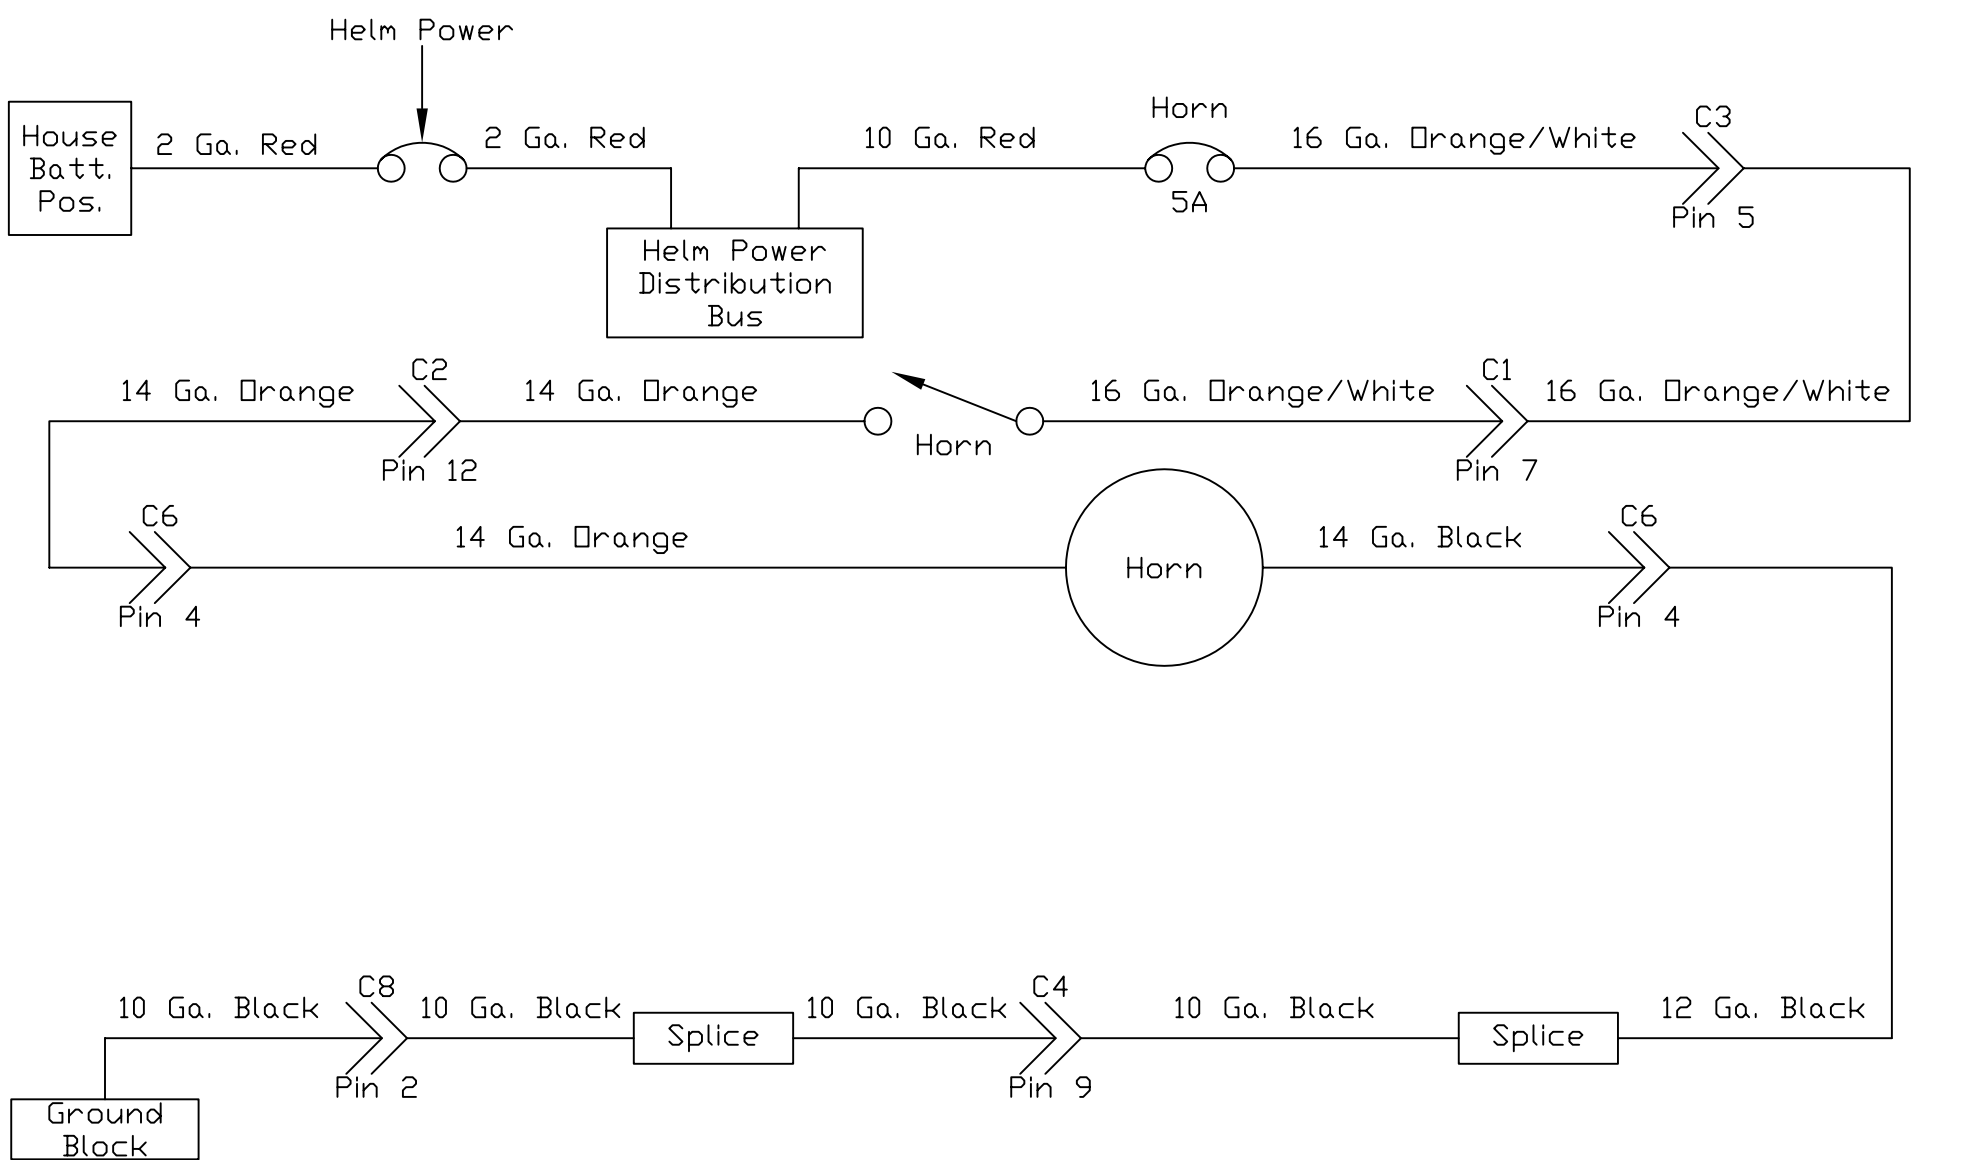 Helm Power
House
Batt.
Pos.
2 Ga. Red
2 Ga. Red
10 Ga. Red
Horn
5A
16 Ga. Orange/White
C3
Pin 5
Helm Power
Distribution
Bus
14 Ga. Orange
C2
Pin 12
14 Ga. Orange
Horn
16 Ga. Orange/White
C1
Pin 7
16 Ga. Orange/White
C6
Pin 4
14 Ga. Orange
Horn
14 Ga. Black
C6
Pin 4
10 Ga. Black
C8
Pin 2
10 Ga. Black
Splice
10 Ga. Black
C4
Pin 9
10 Ga. Black
Splice
12 Ga. Black
Ground
Block